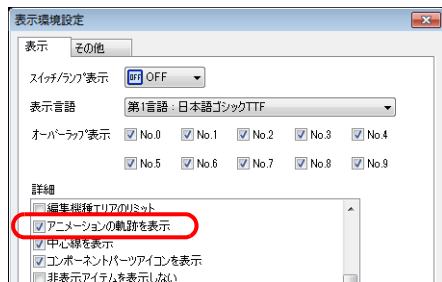 表示環境設定
表示 その他
スイッチ/ランプ表示 OFF OFF
表示言語 第1言語:日本語ゴシックTTF
オーバーラップ表示 No.0 No.1 No.2 No.3 No.4
No.5 No.6 No.7 No.8 No.9
詳細
編集機種エリアのリミット
アニメーションの軌跡を表示
中心線を表示
コンポーネントパーツアイコンを表示
非表示アイテムを表示しない